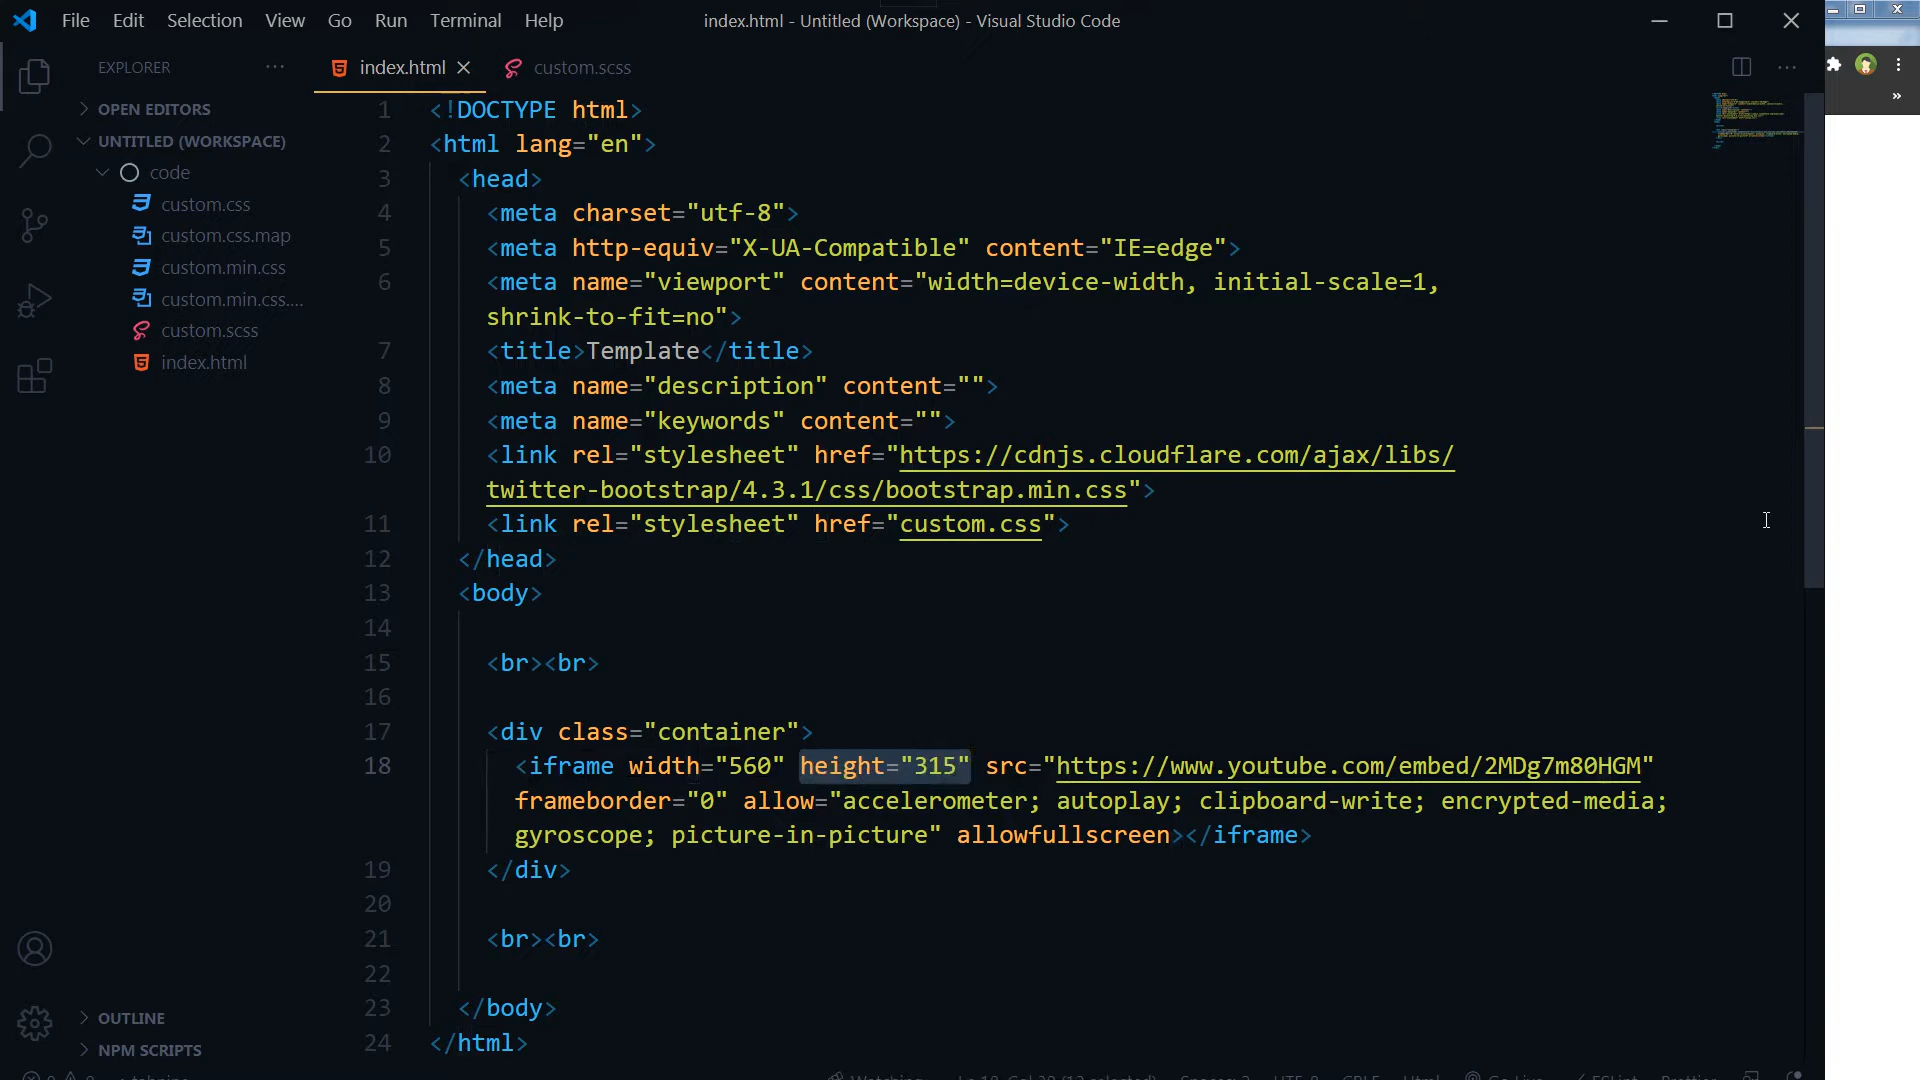 File Edit Selection View Go Run Terminal Help
index.html - Untitled (Workspace) - Visual Studio Code
EXPLORER
index.html
custom.scss
OPEN EDITORS
UNTITLED (WORKSPACE)
code
custom.css
custom.css.map
custom.min.css
custom.min.css....
custom.scss
index.html
OUTLINE
NPM SCRIPTS
1 <!DOCTYPE html>
2 <html lang="en">
3 <head>
4 <meta charset="utf-8">
5 <meta http-equiv="X-UA-Compatible" content="IE=edge">
6 <meta name="viewport" content="width=device-width, initial-scale=1,
shrink-to-fit=no">
7 <title>Template</title>
8 <meta name="description" content="">
9 <meta name="keywords" content="">
10 <link rel="stylesheet" href="https://cdnjs.cloudflare.com/ajax/libs/
twitter-bootstrap/4.3.1/css/bootstrap.min.css">
11 <link rel="stylesheet" href="custom.css">
12 </head>
13 <body>
14
15 <br><br>
16
17 <div class="container">
18 <iframe width="560" height="315" src="https://www.youtube.com/embed/2MDg7m80HGM"
frameborder="0" allow="accelerometer; autoplay; clipboard-write; encrypted-media;
gyroscope; picture-in-picture" allowfullscreen></iframe>
19 </div>
20
21 <br><br>
22
23 </body>
24 </html>